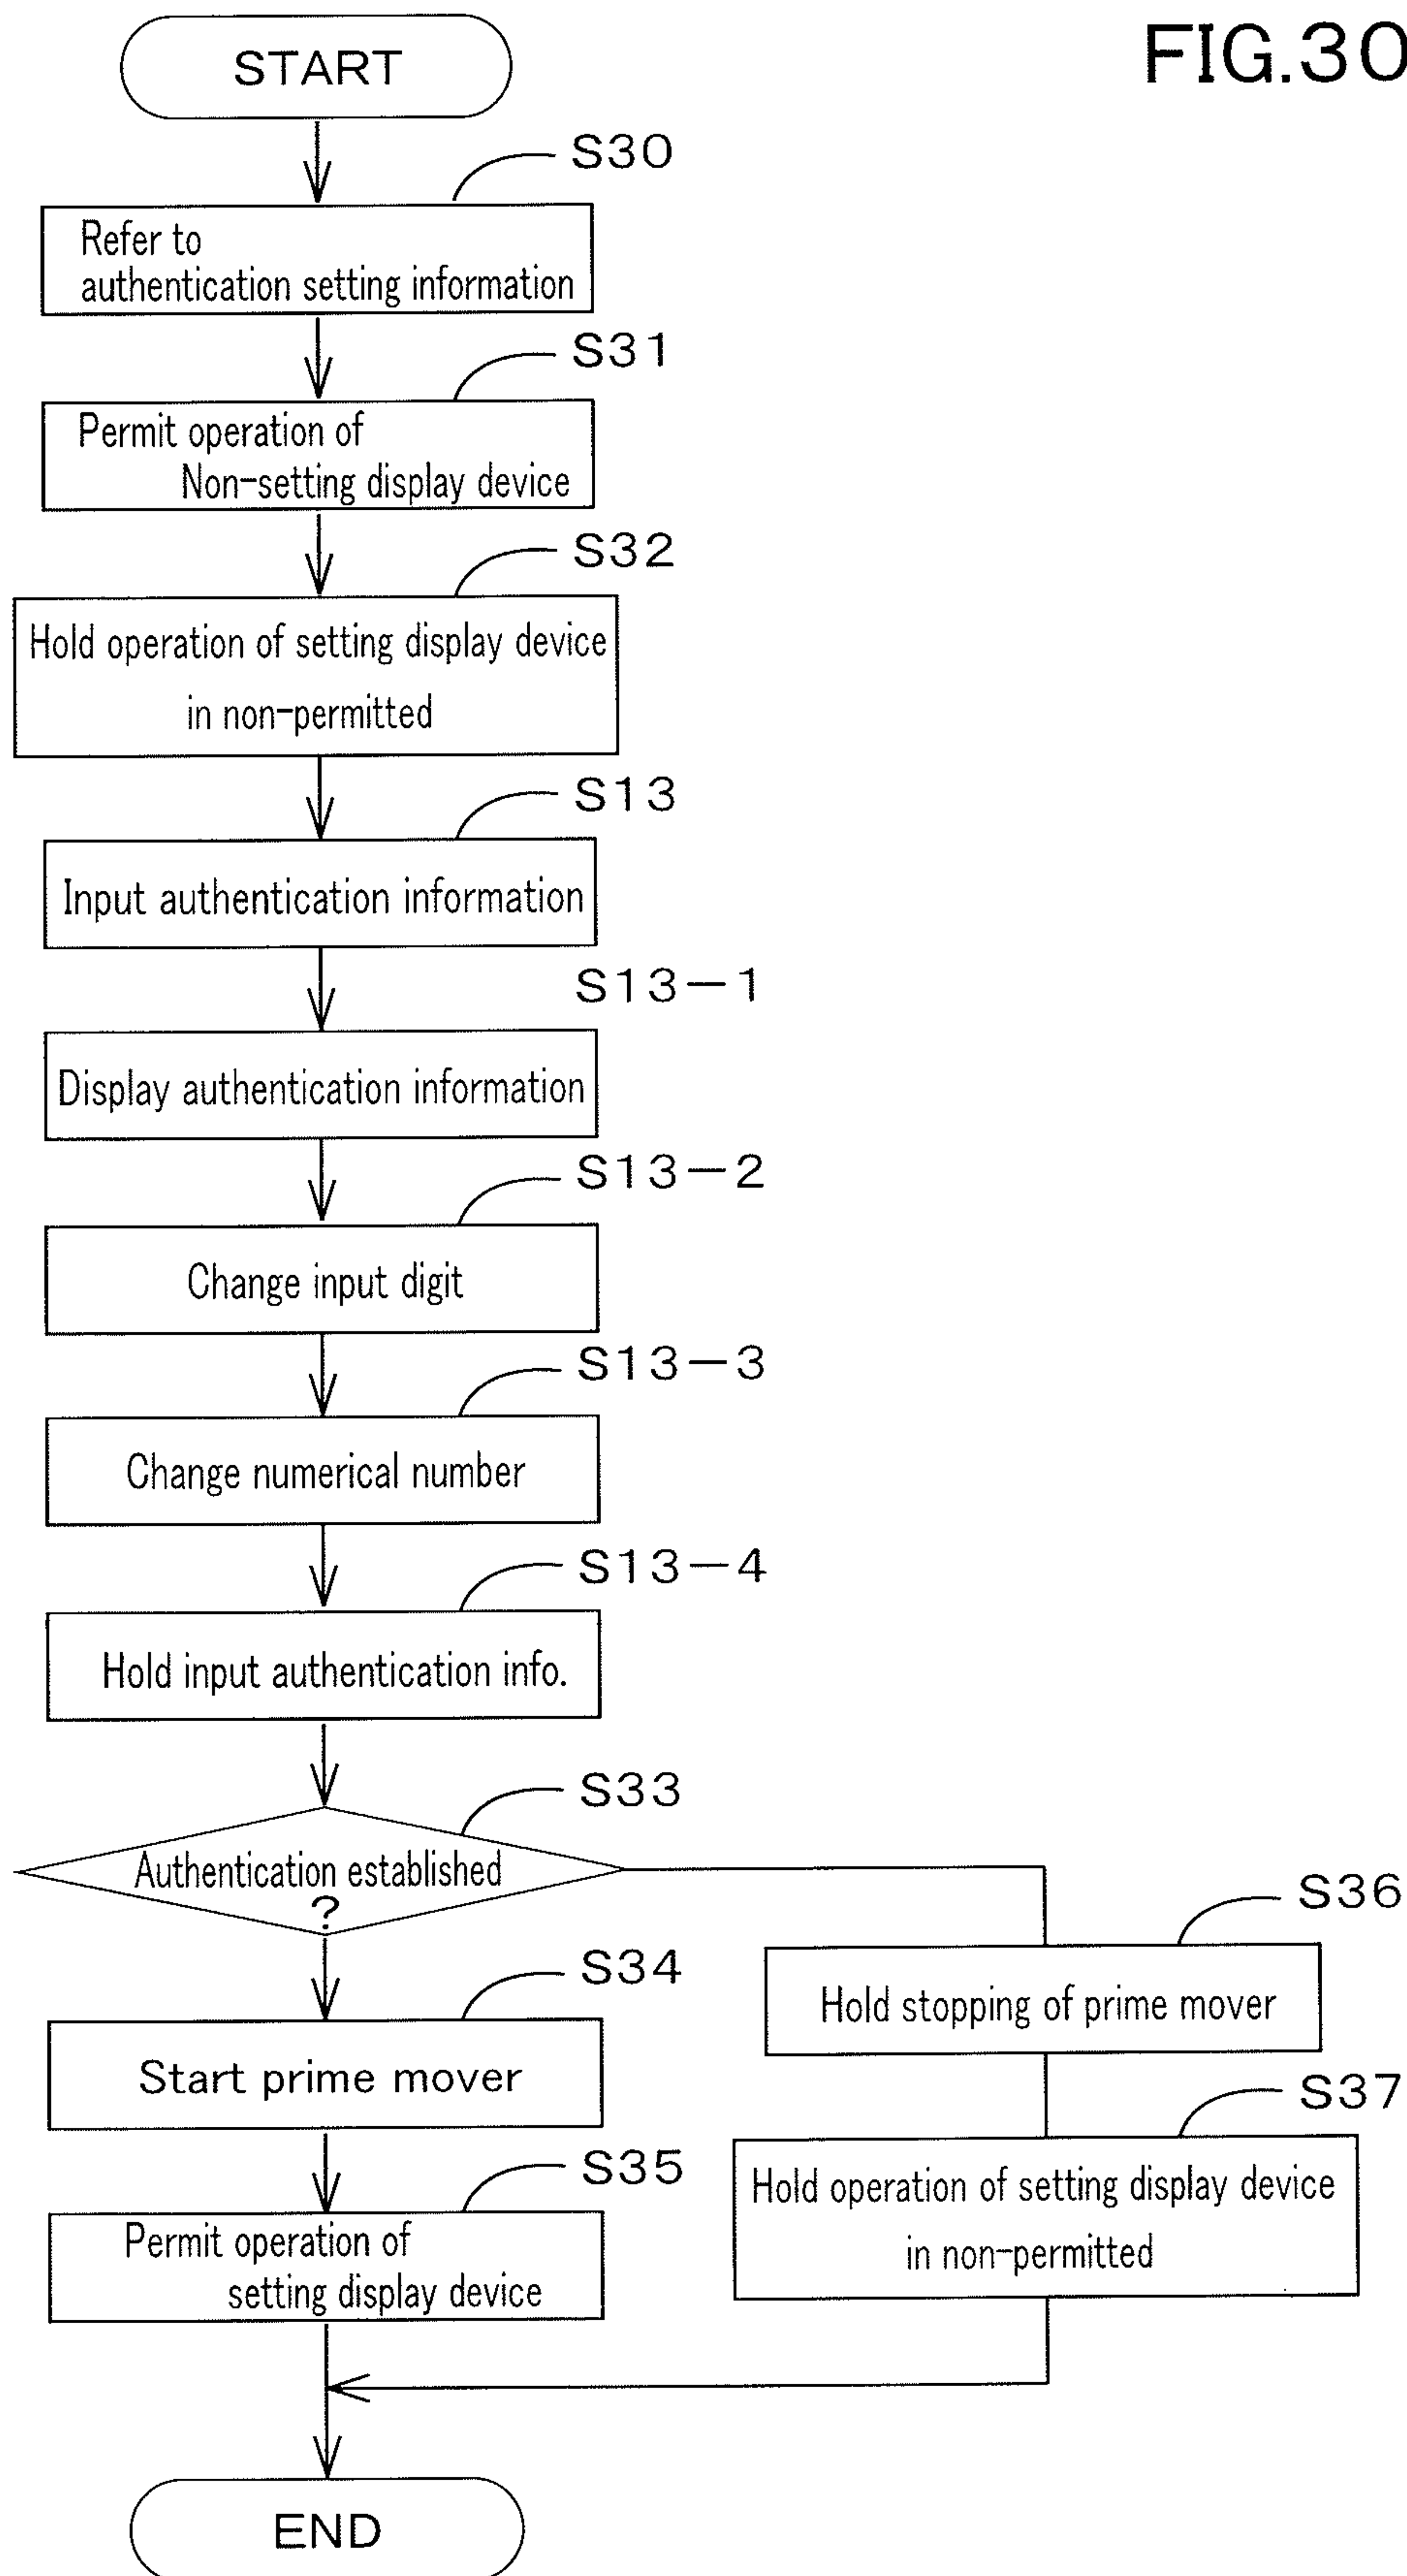 FIG.30
START
S30
Refer to
authentication setting information
S31
Permit operation of
Non-setting display device
S32
Hold operation of setting display device
in non-permitted
S13
Input authentication information
S13-1
Display authentication information
S13-2
Change input digit
S13-3
Change numerical number
S13-4
Hold input authentication info.
S33
Authentication established
?
S34
Start prime mover
S35
Permit operation of
setting display device
S36
Hold stopping of prime mover
S37
Hold operation of setting display device
in non-permitted
END